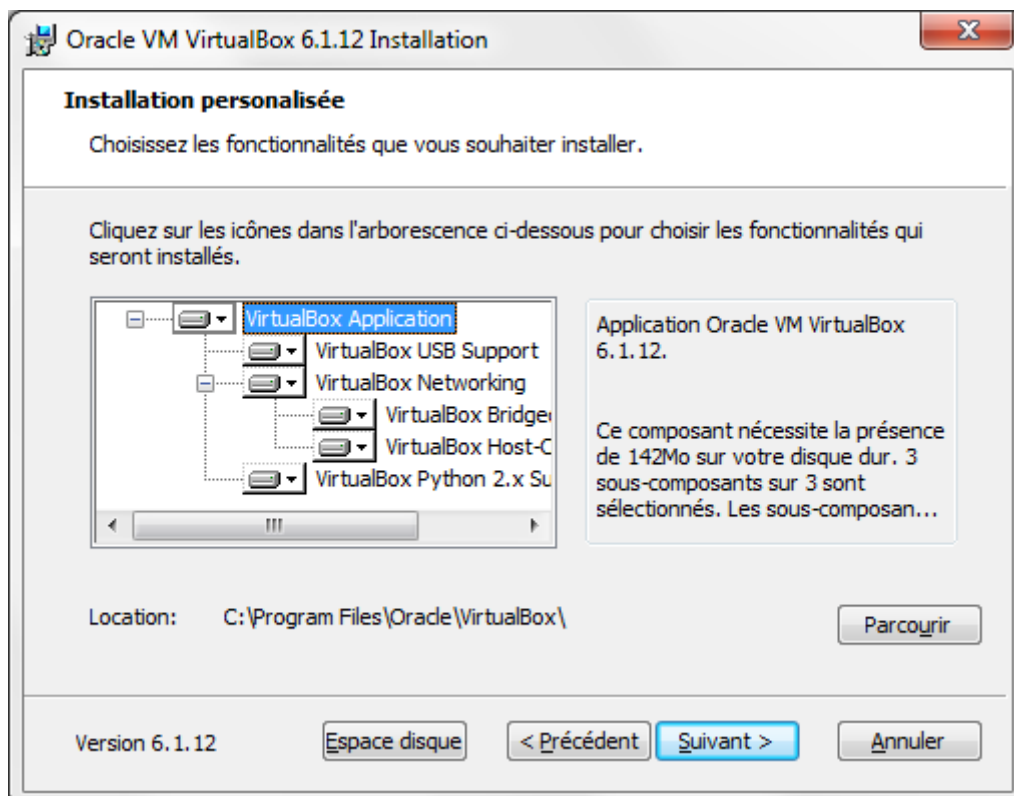 Oracle VM VirtualBox 6.1.12 Installation
Installation personalisée
Choisissez les fonctionnalités que vous souhaiter installer.
Cliquez sur les icônes dans l'arborescence ci-dessous pour choisir les fonctionnalités qui
seront installés.
VirtualBox Application
VirtualBox USB Support
VirtualBox Networking
VirtualBox Bridge
VirtualBox Host-C
VirtualBox Python 2.x Su
Application Oracle VM VirtualBox
6.1.12.
Ce composant nécessite la présence
de 142Mo sur votre disque dur. 3
sous-composants sur 3 sont
sélectionnés. Les sous-composan...
Location: C:\Program Files\Oracle\VirtualBox\
Parcourir
Version 6.1.12
Espace disque
< Précédent
Suivant >
Annuler